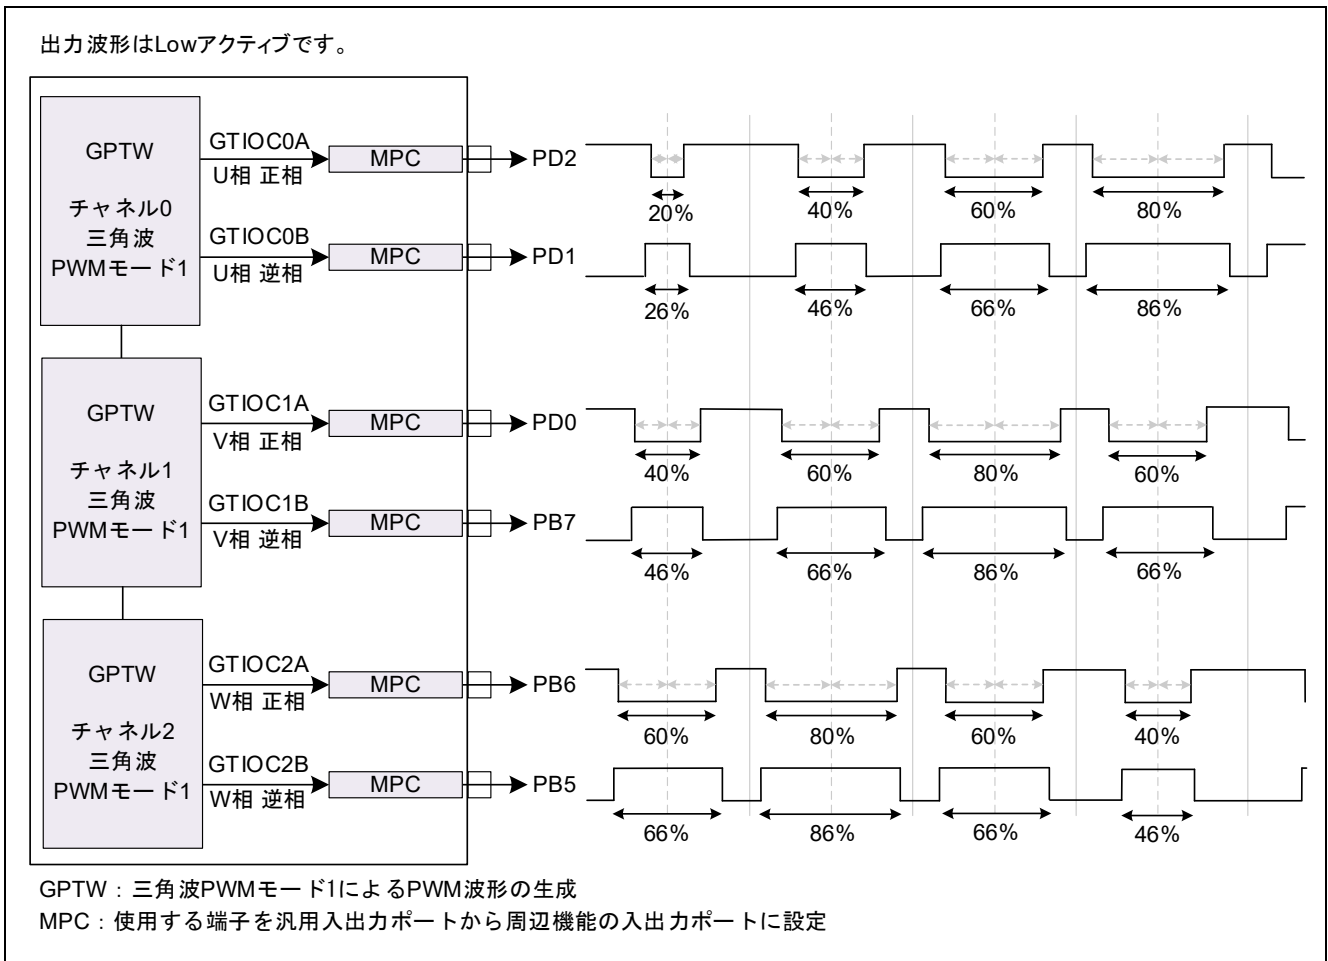 出力波形はLowアクティブです。
GPTW
チャネル0
三角波
PWMモード1
GTIOC0A
U相 正相
MPC
PD2
20%
40%
60%
80%
GTIOC0B
U相 逆相
MPC
PD1
26%
46%
66%
86%
GPTW
チャネル1
三角波
PWMモード1
GTIOC1A
V相 正相
MPC
PD0
40%
60%
80%
60%
GTIOC1B
V相 逆相
MPC
PB7
46%
66%
86%
66%
GPTW
チャネル2
三角波
PWMモード1
GTIOC2A
W相 正相
MPC
PB6
60%
80%
60%
40%
GTIOC2B
W相 逆相
MPC
PB5
66%
86%
66%
46%
GPTW：三角波PWMモード1によるPWM波形の生成
MPC：使用する端子を汎用入出力ポートから周辺機能の入出力ポートに設定